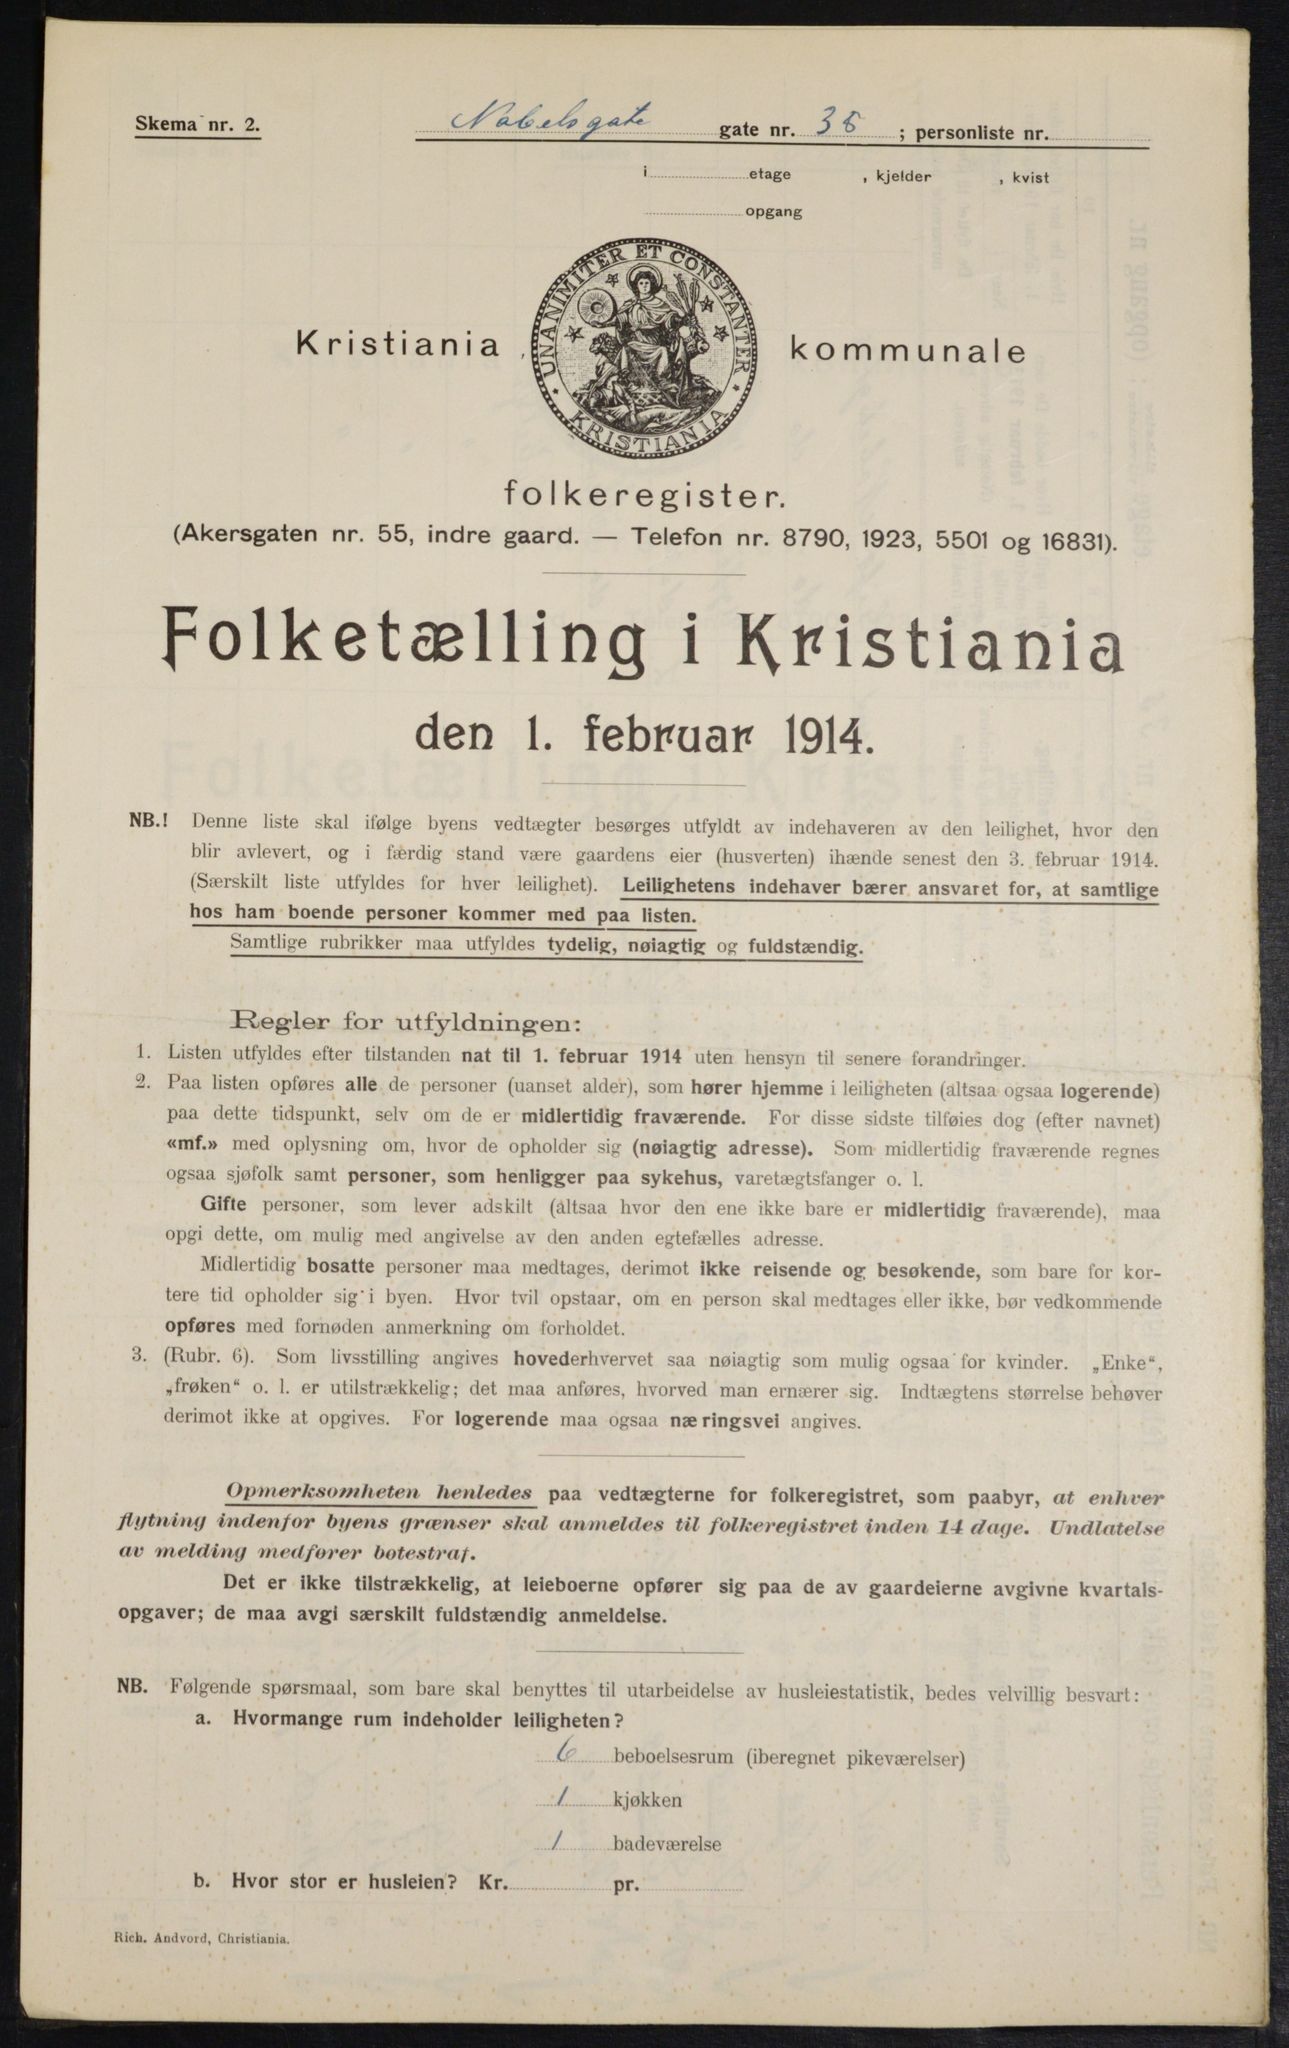 Skema nr. 2.
Nobelsgate gate nr. 35 ; personliste nr.
i etage , kjelder , kvist
opgang
UNANIMITER ET CONSTANTER
KRISTIANIA
Kristiania kommunale
folkeregister.
(Akersgaten nr. 55, indre gaard. — Telefon nr. 8790, 1923, 5501 og 16831).
Folketælling i Kristiania
den 1. februar 1914.
NB.! Denne liste skal ifølge byens vedtægter besørges utfyldt av indehaveren av den leilighet, hvor den
blir avlevert, og i færdig stand være gaardens eier (husverten) ihænde senest den 3. februar 1914.
(Særskilt liste utfyldes for hver leilighet). Leilighetens indehaver bærer ansvaret for, at samtlige
hos ham boende personer kommer med paa listen.
Samtlige rubrikker maa utfyldes tydelig, nøiagtig og fuldstændig.
Regler for utfyldningen:
1. Listen utfyldes efter tilstanden nat til 1. februar 1914 uten hensyn til senere forandringer.
2. Paa listen opføres alle de personer (uanset alder), som hører hjemme i leiligheten (altsaa ogsaa logerende)
paa dette tidspunkt, selv om de er midlertidig fraværende. For disse sidste tilføies dog (efter navnet)
«mf.» med oplysning om, hvor de opholder sig (nøiagtig adresse). Som midlertidig fraværende regnes
ogsaa sjøfolk samt personer, som henligger paa sykehus, varetægtsfanger o. l.
Gifte personer, som lever adskilt (altsaa hvor den ene ikke bare er midlertidig fraværende), maa
opgi dette, om mulig med angivelse av den anden egtefælles adresse.
Midlertidig bosatte personer maa medtages, derimot ikke reisende og besøkende, som bare for kor-
tere tid opholder sig i byen. Hvor tvil opstaar, om en person skal medtages eller ikke, bør vedkommende
opføres med fornøden anmerkning om forholdet.
3. (Rubr. 6). Som livsstilling angives hovederhvervet saa nøiagtig som mulig ogsaa for kvinder. „Enke“,
„frøken“ o. l. er utilstrækkelig; det maa anføres, hvorved man ernærer sig. Indtægtens størrelse behøver
derimot ikke at opgives. For logerende maa ogsaa næringsvei angives.
Opmerksomheten henledes paa vedtægterne for folkeregistret, som paabyr, at enhver
flytning indenfor byens grænser skal anmeldes til folkeregistret inden 14 dage. Undlatelse
av melding medfører botestraf.
Det er ikke tilstrækkelig, at leieboerne opfører sig paa de av gaardeierne avgivne kvartals-
opgaver; de maa avgi særskilt fuldstændig anmeldelse.
NB. Følgende spørsmaal, som bare skal benyttes til utarbeidelse av husleiestatistik, bedes velvillig besvart:
a. Hvormange rum indeholder leiligheten?
6 beboelsesrum (iberegnet pikeværelser)
1 kjøkken
1 badeværelse
b. Hvor stor er husleien? Kr. pr.
Rich. Andvord, Christiania.